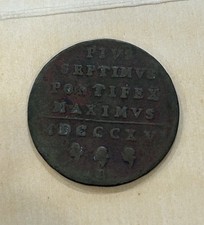 PIVS
SEPTIMVS
PONTIFEX
MAXIMVS
MDCCCXV
B